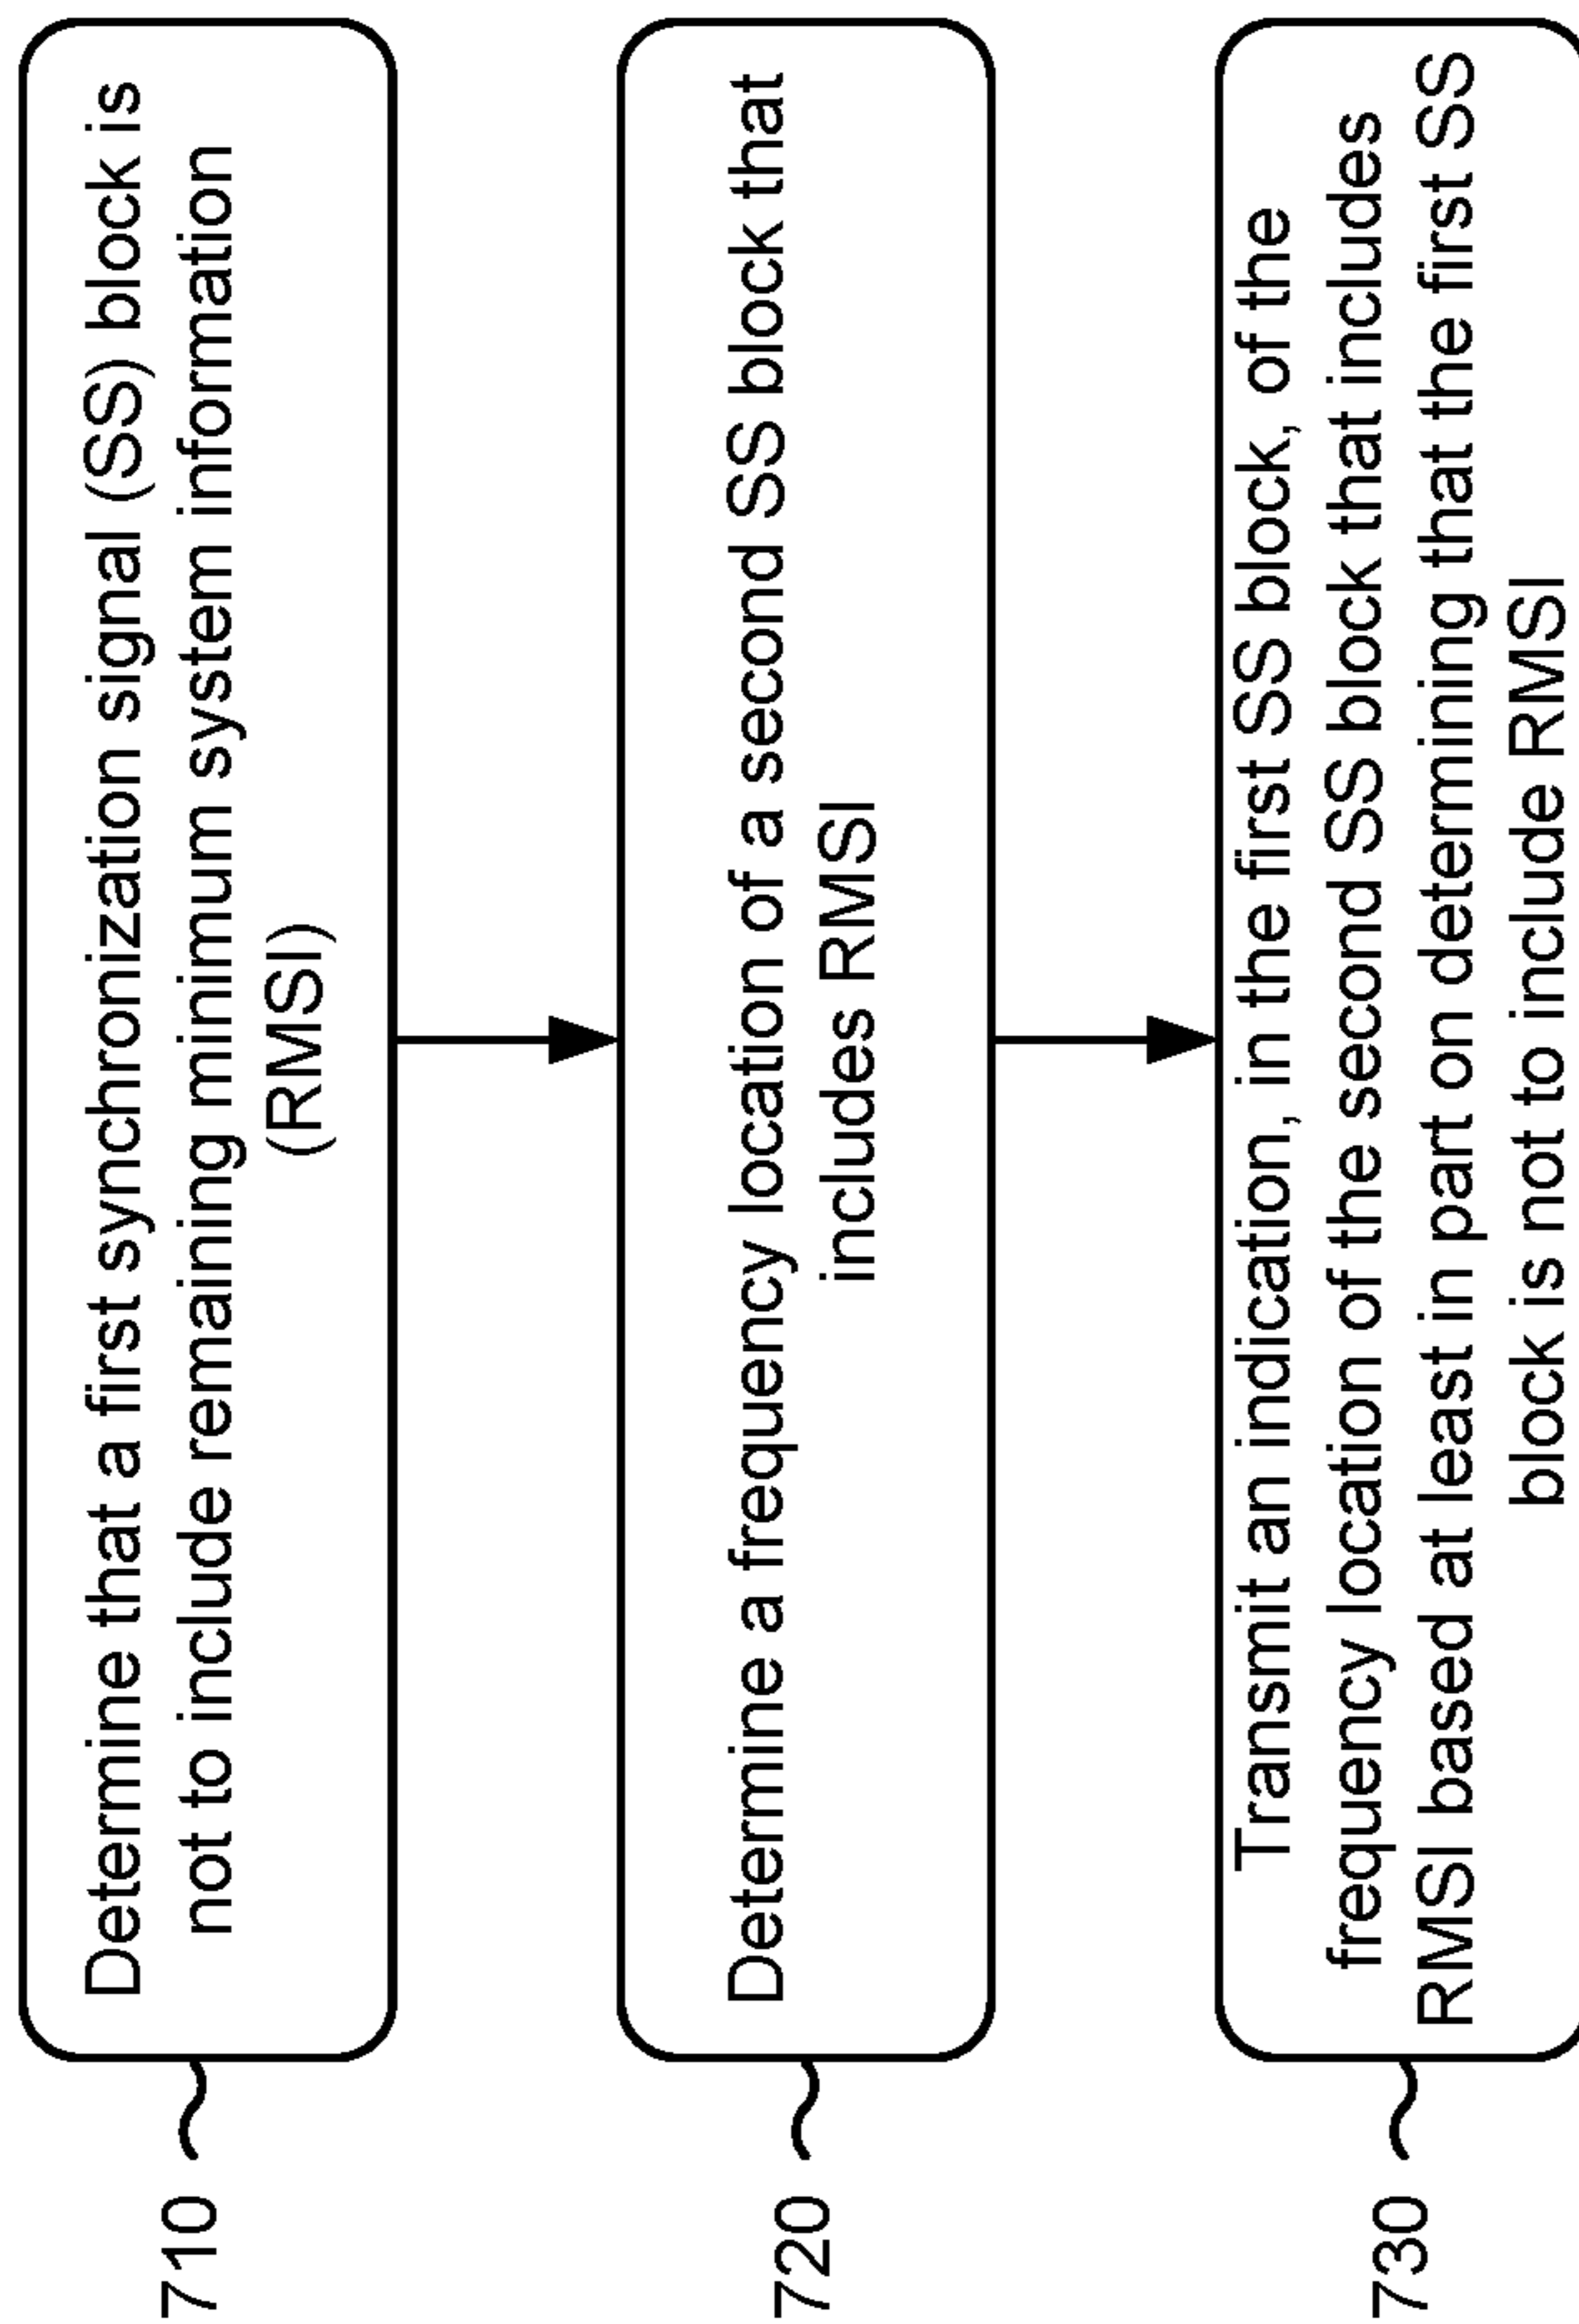 710
Determine that a first synchronization signal (SS) block is
not to include remaining minimum system information
(RMSI)
720
Determine a frequency location of a second SS block that
includes RMSI
730
Transmit an indication, in the first SS block, of the
frequency location of the second SS block that includes
RMSI based at least in part on determining that the first SS
block is not to include RMSI